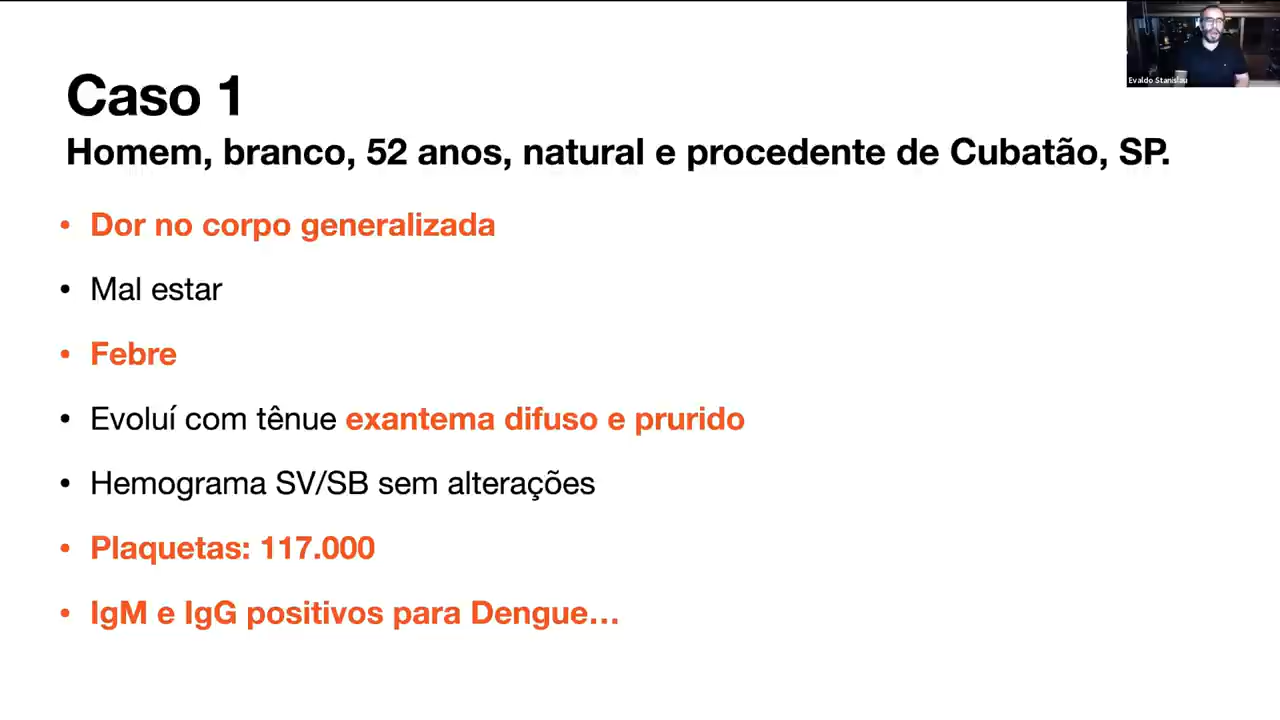 Evaldo Stanislau
Caso 1
Homem, branco, 52 anos, natural e procedente de Cubatão, SP.
• Dor no corpo generalizada
• Mal estar
• Febre
• Evoluí com tênue exantema difuso e prurido
• Hemograma SV/SB sem alterações
• Plaquetas: 117.000
• IgM e IgG positivos para Dengue...